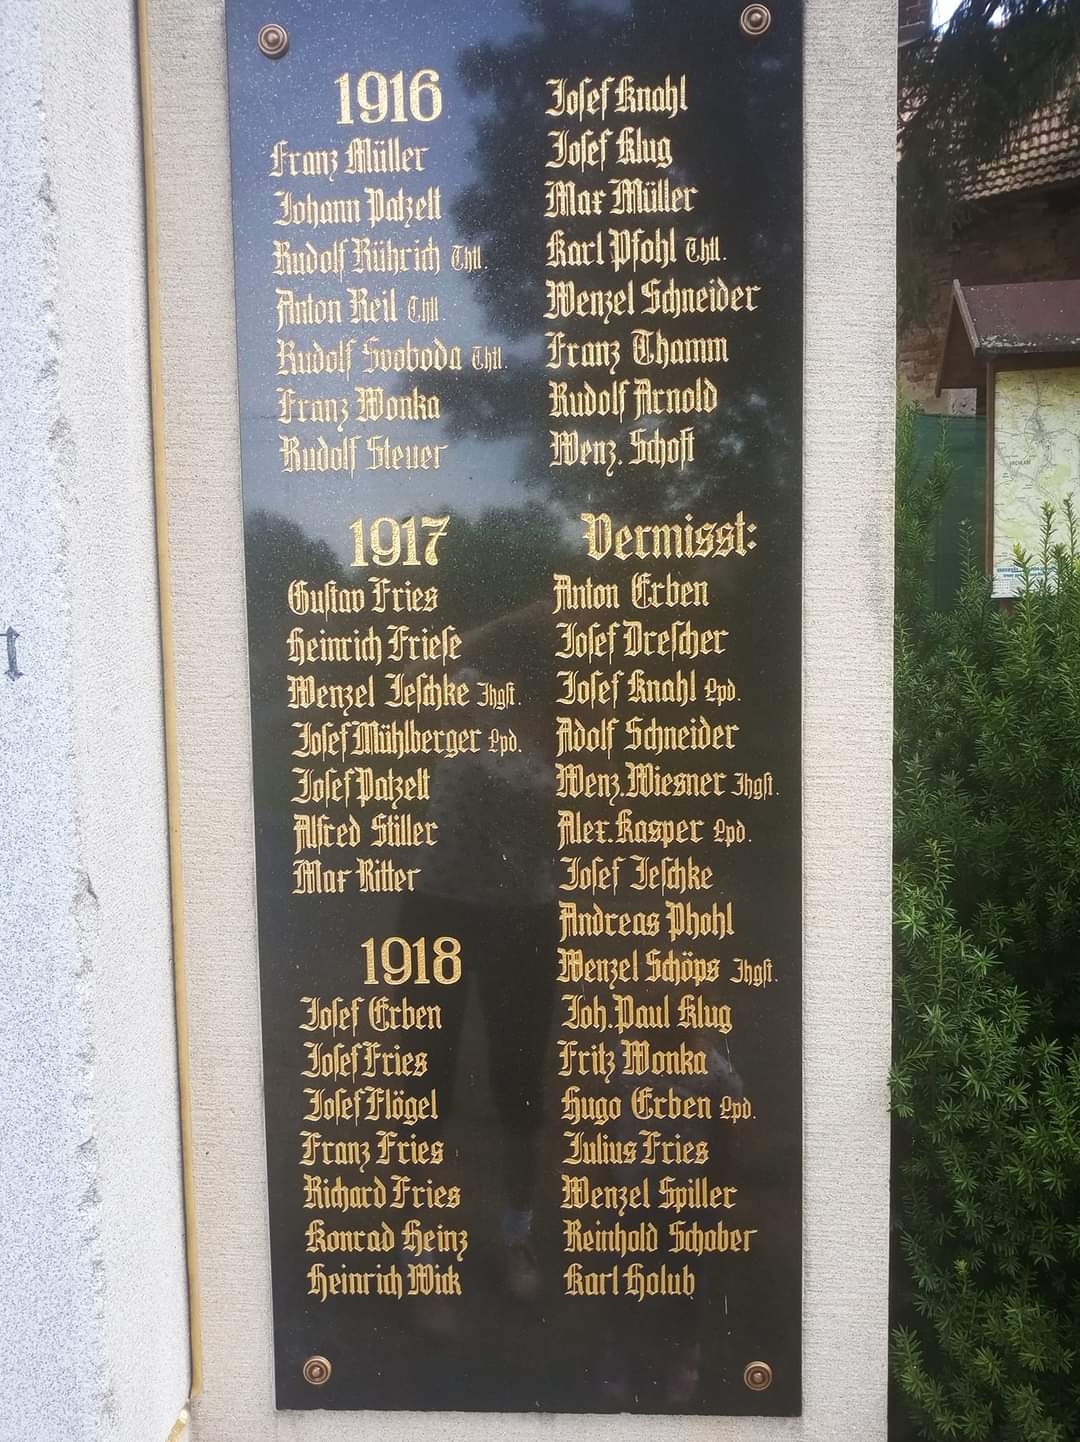 1916
Franz Müller
Johann Patzelt
Rudolf Rührich Thll.
Anton Reil Thll
Rudolf Svoboda Thll.
Franz Wonka
Rudolf Steuer
1917
Gustav Fries
Heinrich Friese
Wenzel Jeschke Jhgst.
Josef Mühlberger Ppd.
Josef Patzelt
Alfred Stiller
Max Ritter
1918
Josef Erben
Josef Fries
Josef Flögel
Franz Fries
Richard Fries
Konrad Heinz
Heinrich Wick
Josef Knahl
Josef Klug
Max Müller
Karl Pfohl Thll.
Wenzel Schneider
Franz Thamm
Rudolf Arnold
Wenz. Schoft
Vermisst:
Anton Erben
Josef Drescher
Josef Knahl Ppd.
Adolf Schneider
Wenz. Wiesner Jhgst.
Alex. Kasper Ppd.
Josef Jeschke
Andreas Phohl
Wenzel Schöps Jhgst.
Joh. Paul Klug
Fritz Wonka
Hugo Erben Ppd.
Julius Fries
Wenzel Spiller
Reinhold Schober
Karl Holub